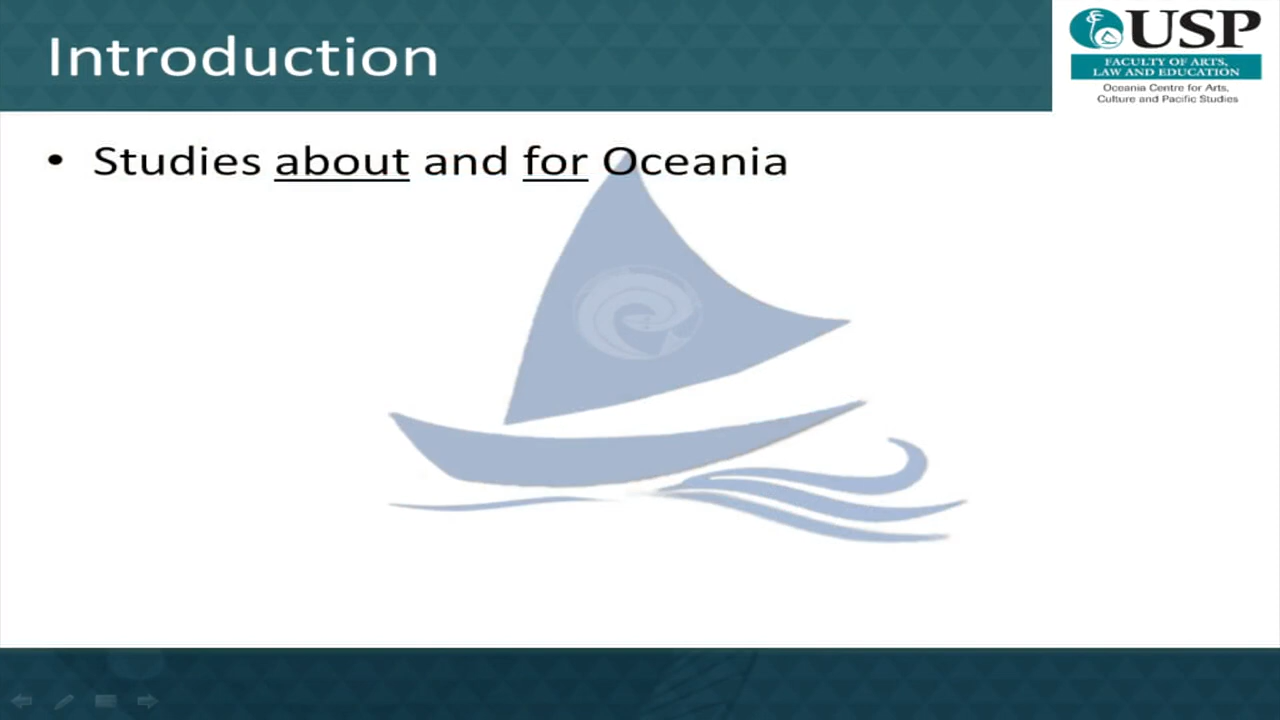 Introduction
USP
FACULTY OF ARTS,
LAW AND EDUCATION
Oceania Centre for Arts,
Culture and Pacific Studies
• Studies about and for Oceania